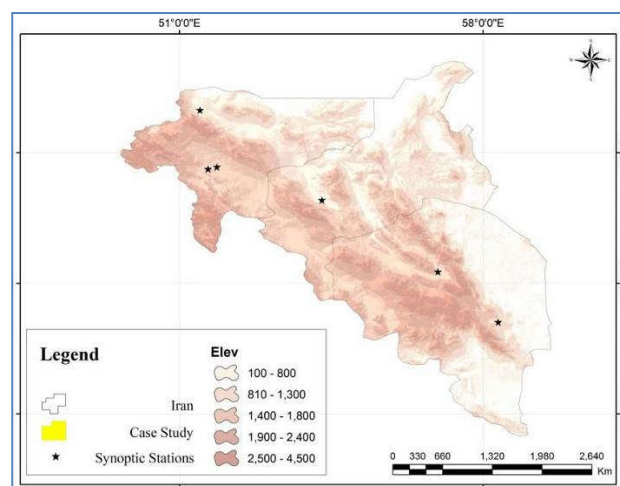 51°0'0"E
58°0'0"E
N
Legend
Iran
Case Study
Synoptic Stations
Elev
100 - 800
810 - 1,300
1,400 - 1,800
1,900 - 2,400
2,500 - 4,500
0 330 660 1,320 1,980 2,640
Km